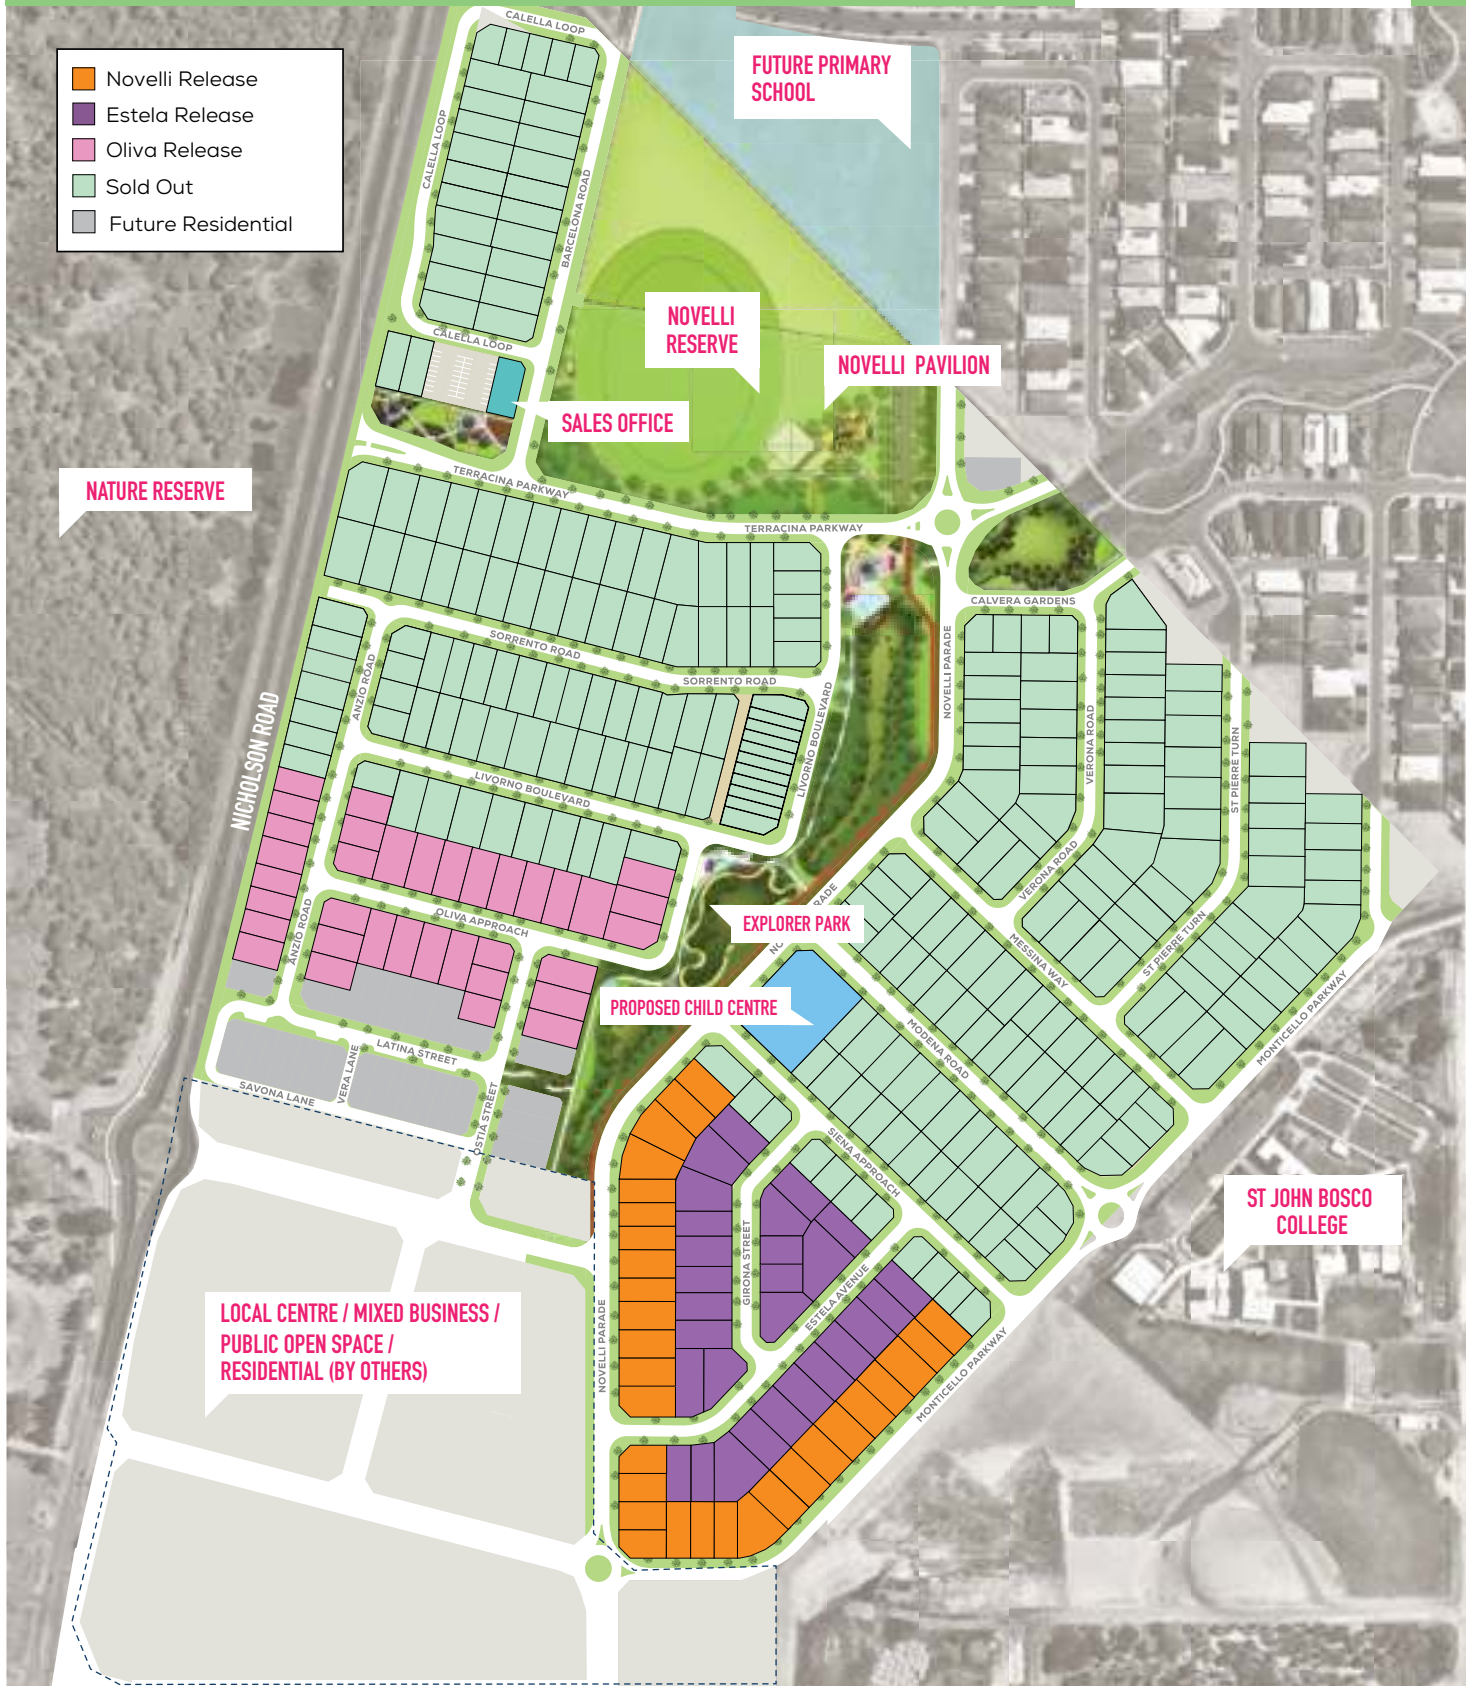 CALELLA LOOP
Novelli Release
Estela Release
Oliva Release
Sold Out
Future Residential
FUTURE PRIMARY
SCHOOL
CALELLA LOOP
BARCELONA ROAD
NOVELLI
RESERVE
CALELLA LOOP
NOVELLI PAVILION
SALES OFFICE
NATURE RESERVE
TERRACINA PARKWAY
TERRACINA PARKWAY
CALVERA GARDENS
SORRENTO ROAD
SORRENTO ROAD
ANZIO ROAD
NOVELLI PARADE
LIVORNO BOULEVARD
VERONA ROAD
ST PIERRE TURN
NICHOLSON ROAD
LIVORNO BOULEVARD
VERONA ROAD
OLIVA APPROACH
ANZIO ROAD
EXPLORER PARK
MESSINA WAY
ST PIERRE TURN
PROPOSED CHILD CENTRE
MODENA ROAD
MONTICELLO PARKWAY
LATINA STREET
VERA LANE
SAVONA LANE
OSTIA STREET
SIENA APPROACH
ST JOHN BOSCO
COLLEGE
GIRONA STREET
ESTELA AVENUE
LOCAL CENTRE / MIXED BUSINESS /
PUBLIC OPEN SPACE /
RESIDENTIAL (BY OTHERS)
NOVELLI PARADE
MONTICELLO PARKWAY